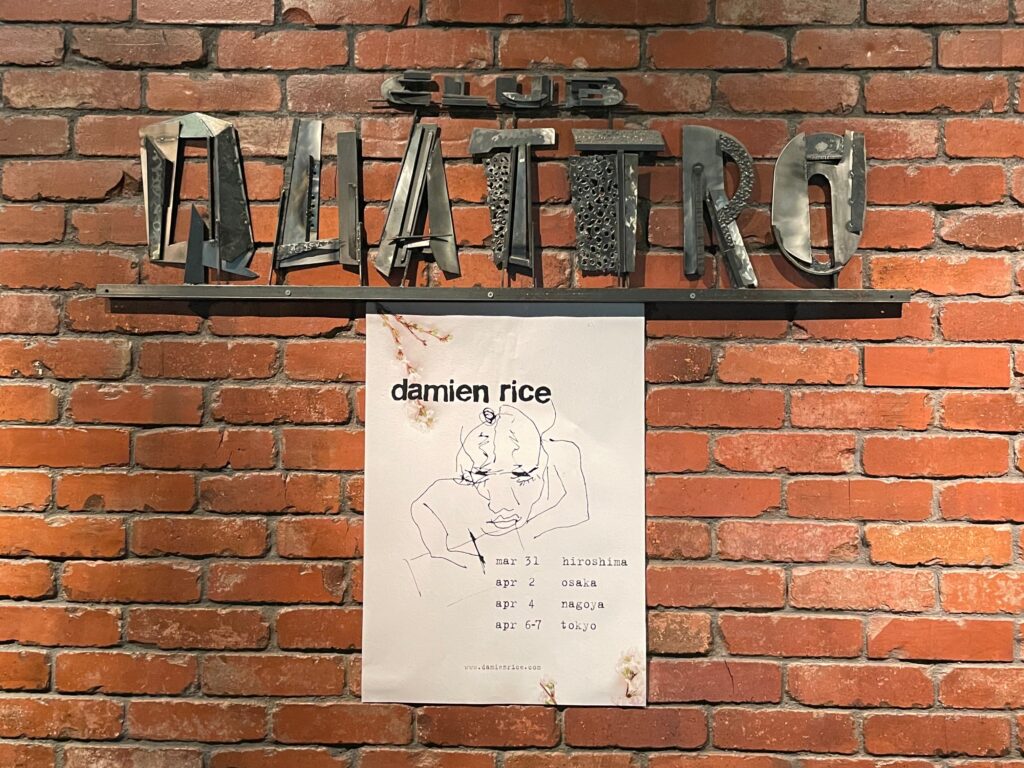 CLUB
QUATTRO
damien rice
mar 31 hiroshima
apr 2 osaka
apr 4 nagoya
apr 6-7 tokyo
www.damienrice.com